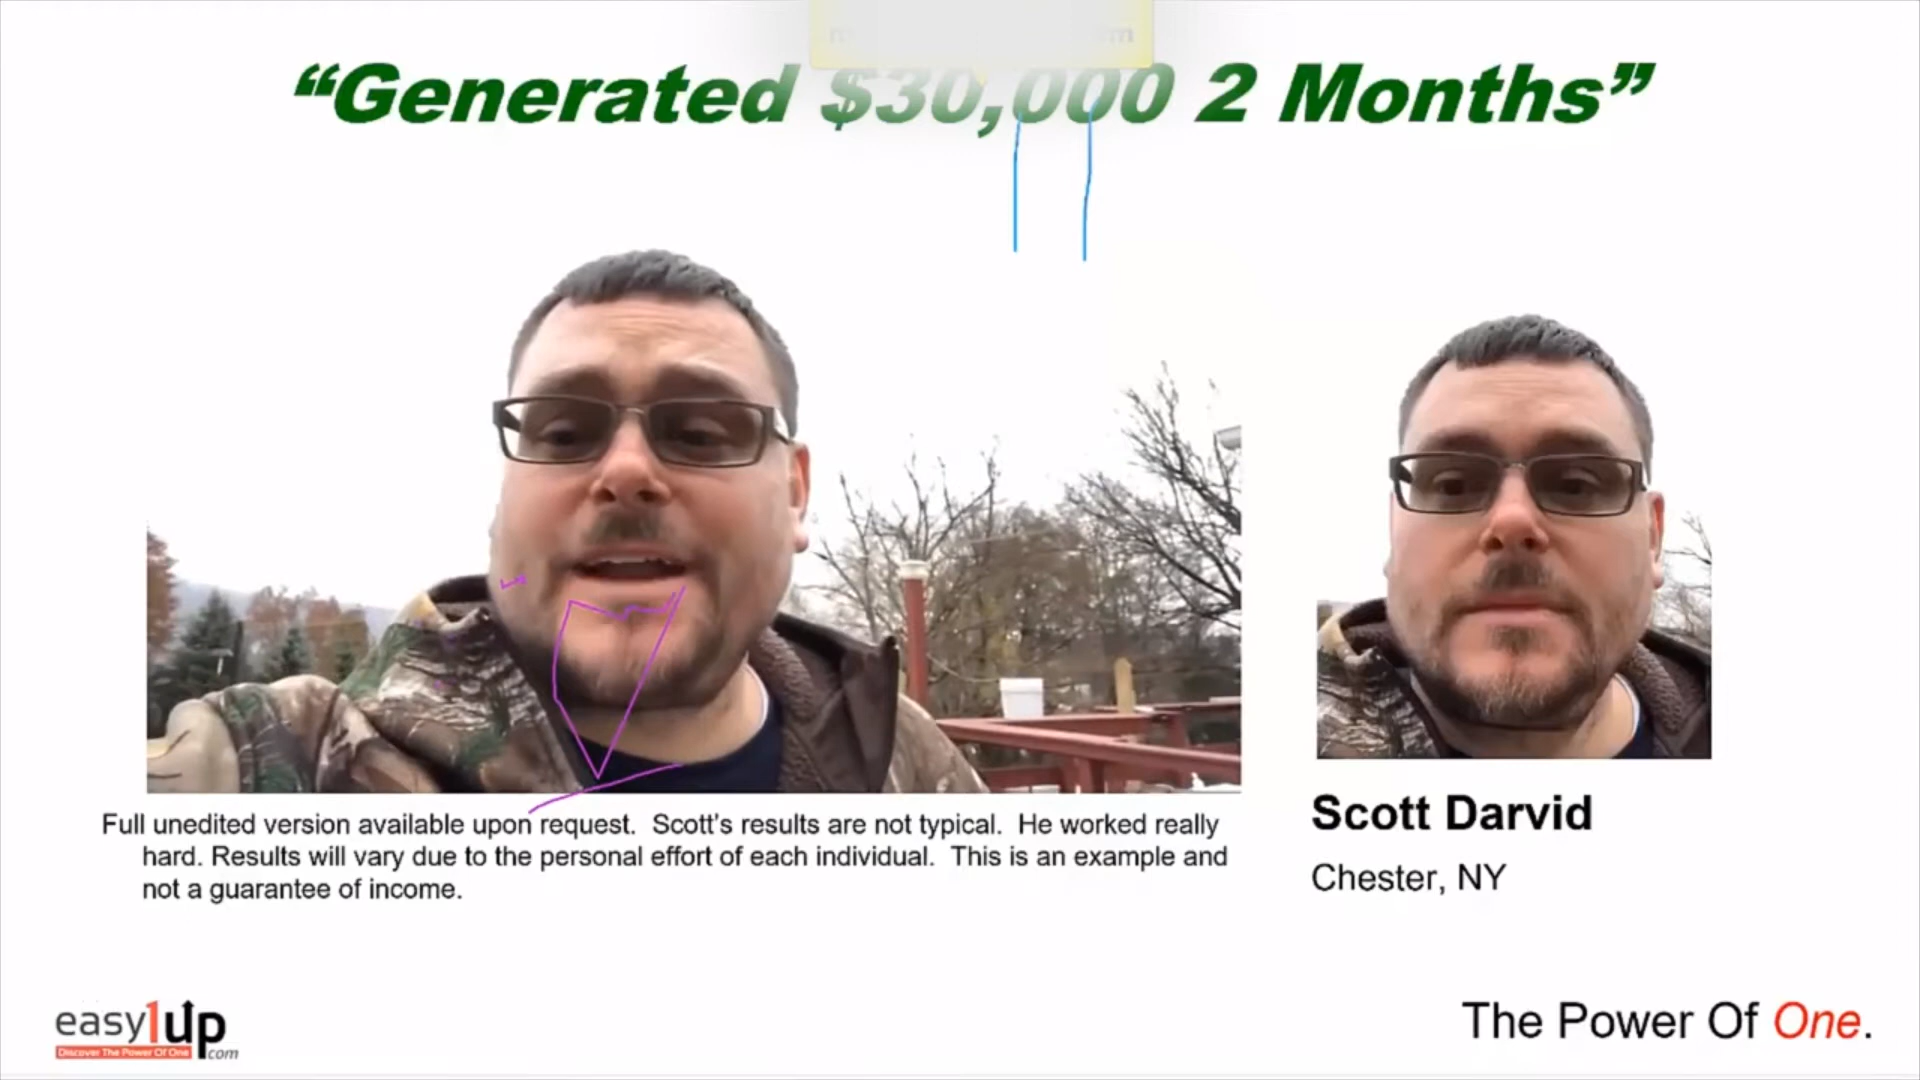 “Generated $30,000 2 Months”
Full unedited version available upon request. Scott's results are not typical. He worked really
hard. Results will vary due to the personal effort of each individual. This is an example and
not a guarantee of income.
Scott Darvid
Chester, NY
easy1up
Discover The Power Of One .com
The Power Of One.